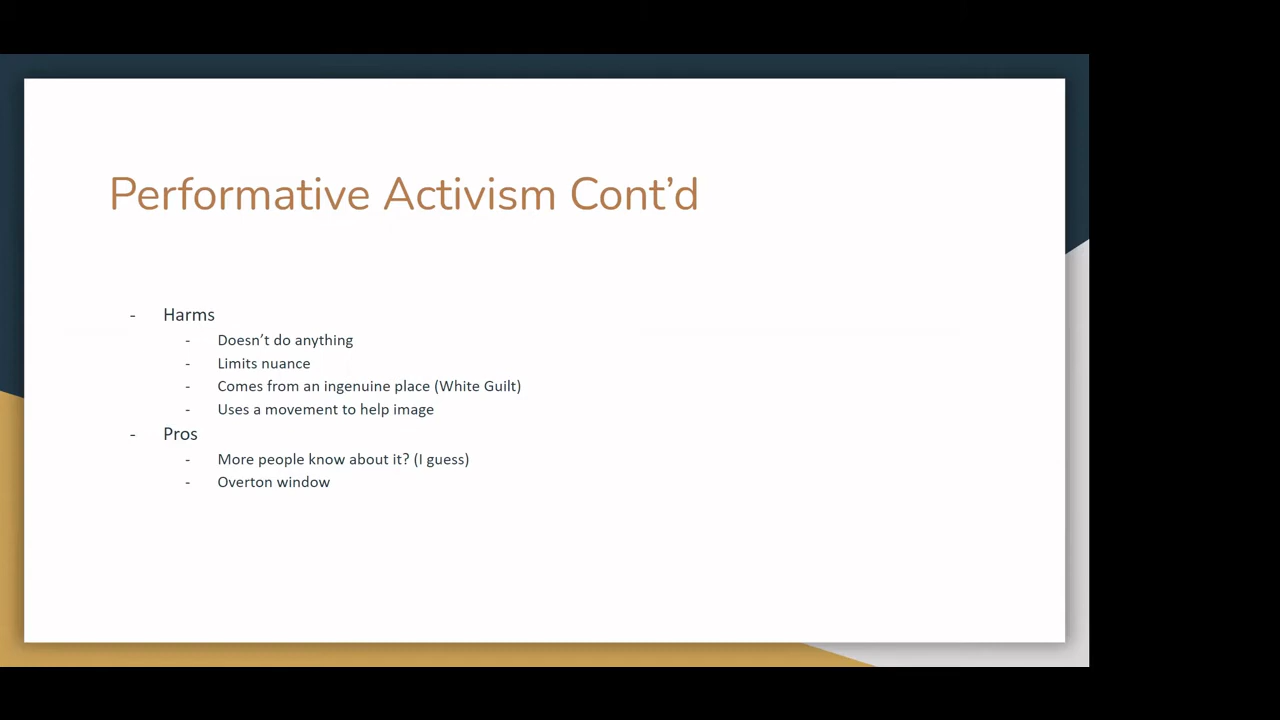 Performative Activism Cont’d
- Harms
- Doesn’t do anything
- Limits nuance
- Comes from an ingenuine place (White Guilt)
- Uses a movement to help image
- Pros
- More people know about it? (I guess)
- Overton window